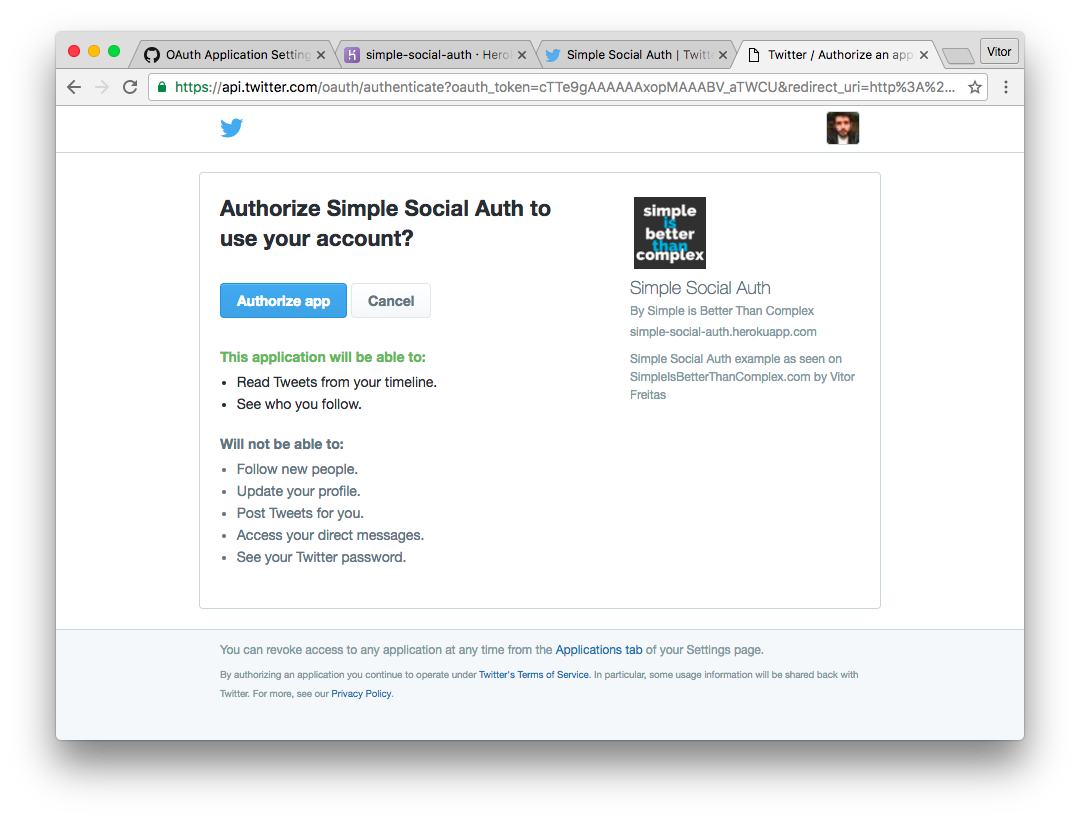 OAuth Application Setting
simple-social-auth · Hero
Simple Social Auth | Twitt
Twitter / Authorize an app
Vitor
https://api.twitter.com/oauth/authenticate?oauth_token=cTTe9gAAAAAAxopMAAABV_aTWCU&redirect_uri=http%3A%2...
Authorize Simple Social Auth to
use your account?
Authorize app
Cancel
This application will be able to:
• Read Tweets from your timeline.
• See who you follow.
Will not be able to:
• Follow new people.
• Update your profile.
• Post Tweets for you.
• Access your direct messages.
• See your Twitter password.
simple
is
better
than
complex
Simple Social Auth
By Simple is Better Than Complex
simple-social-auth.herokuapp.com
Simple Social Auth example as seen on
SimpleIsBetterThanComplex.com by Vitor
Freitas
You can revoke access to any application at any time from the Applications tab of your Settings page.
By authorizing an application you continue to operate under Twitter's Terms of Service. In particular, some usage information will be shared back with
Twitter. For more, see our Privacy Policy.